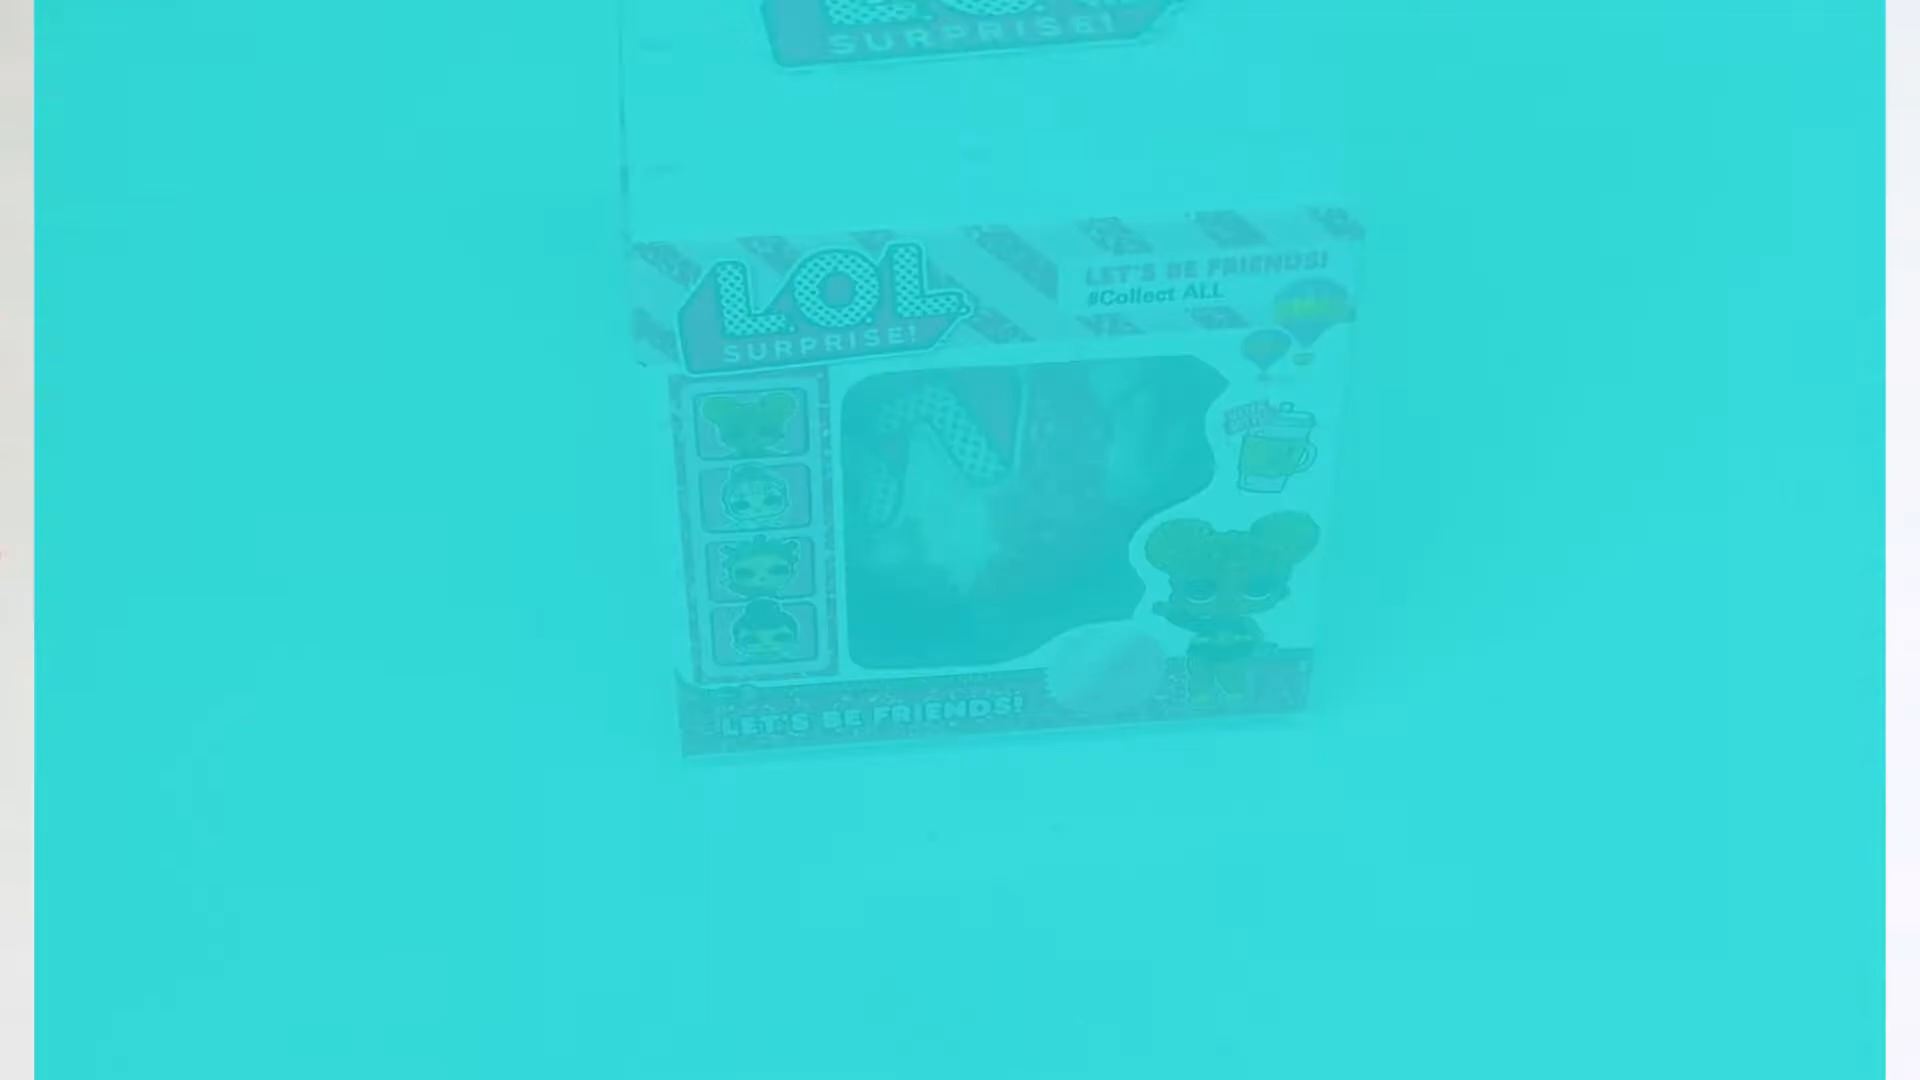 SURPRISE!
L.O.L.
SURPRISE!
LET'S BE FRIENDS!
#Collect ALL
LET'S BE FRIENDS!